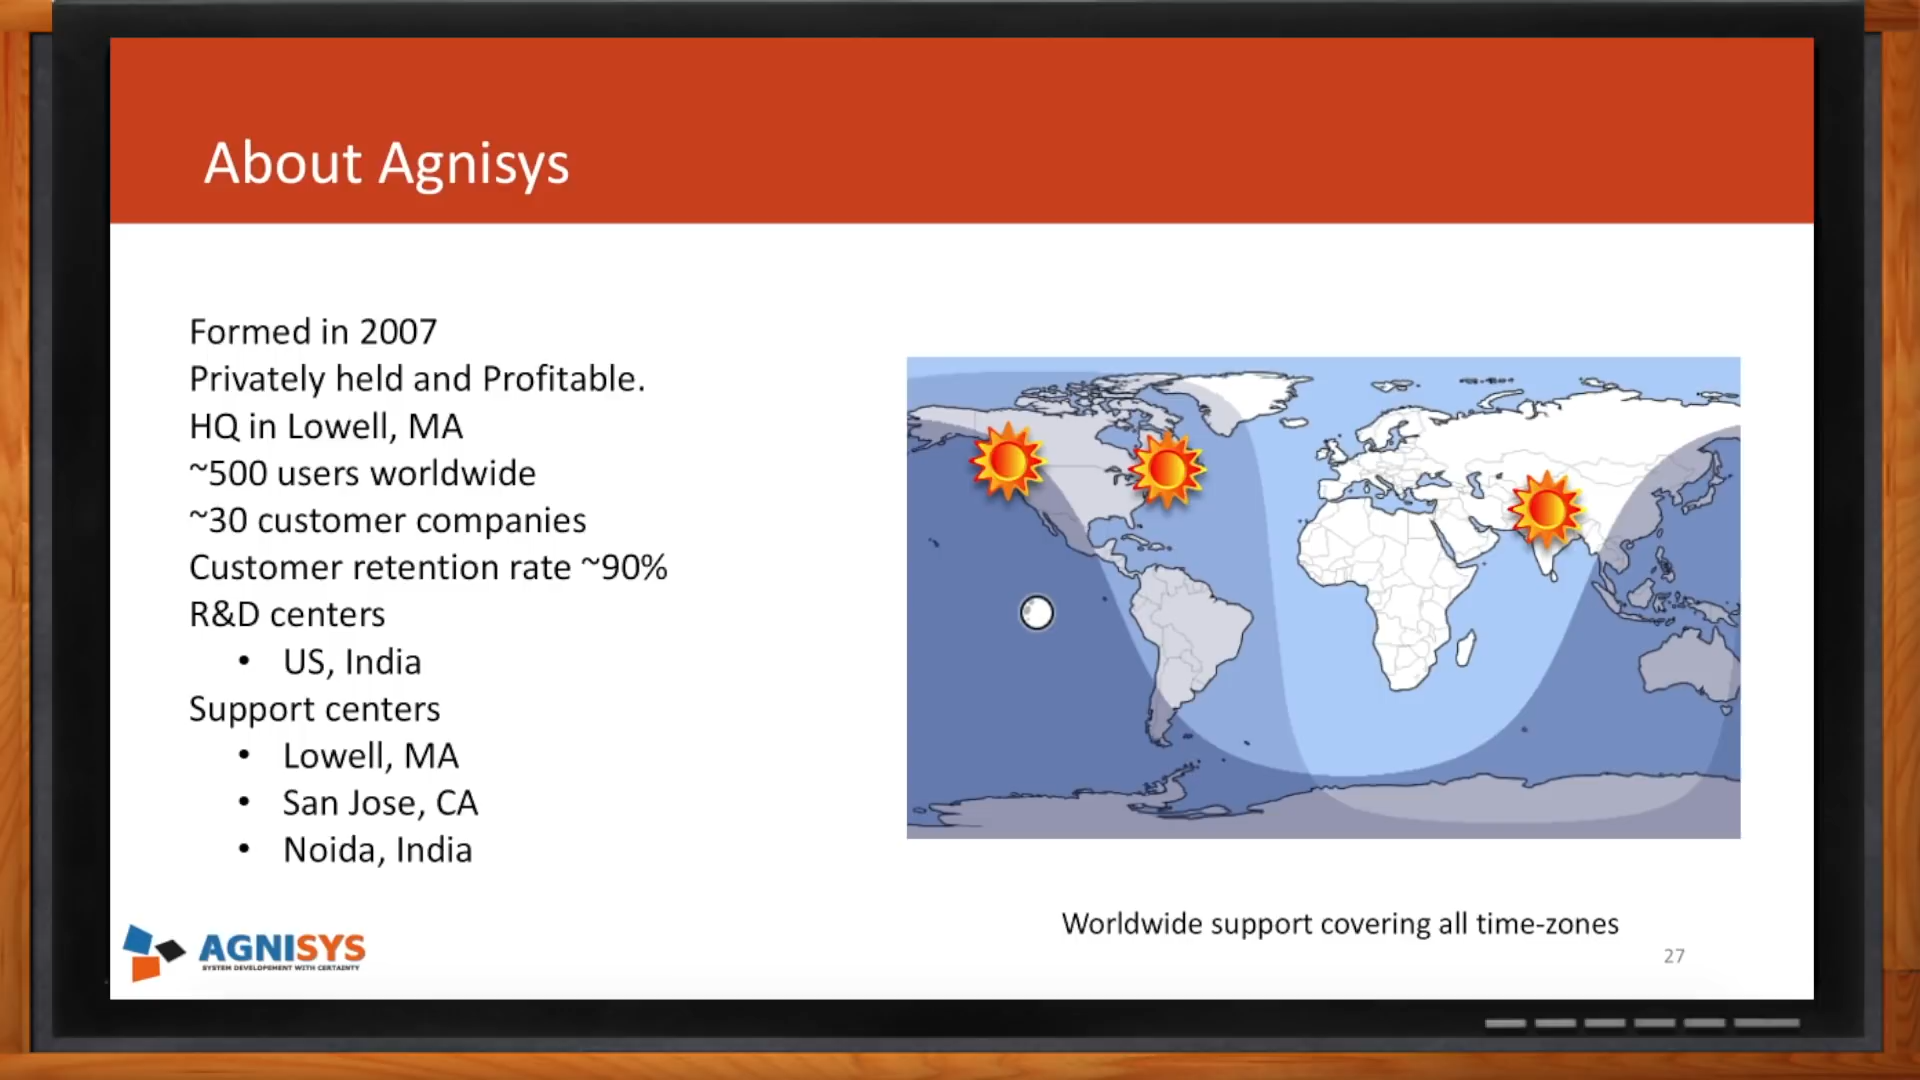 About Agnisys
Formed in 2007
Privately held and Profitable.
HQ in Lowell, MA
~500 users worldwide
~30 customer companies
Customer retention rate ~90%
R&D centers
• US, India
Support centers
• Lowell, MA
• San Jose, CA
• Noida, India
Worldwide support covering all time-zones
27
AGNISYS
SYSTEM DEVELOPEMENT WITH CERTAINTY